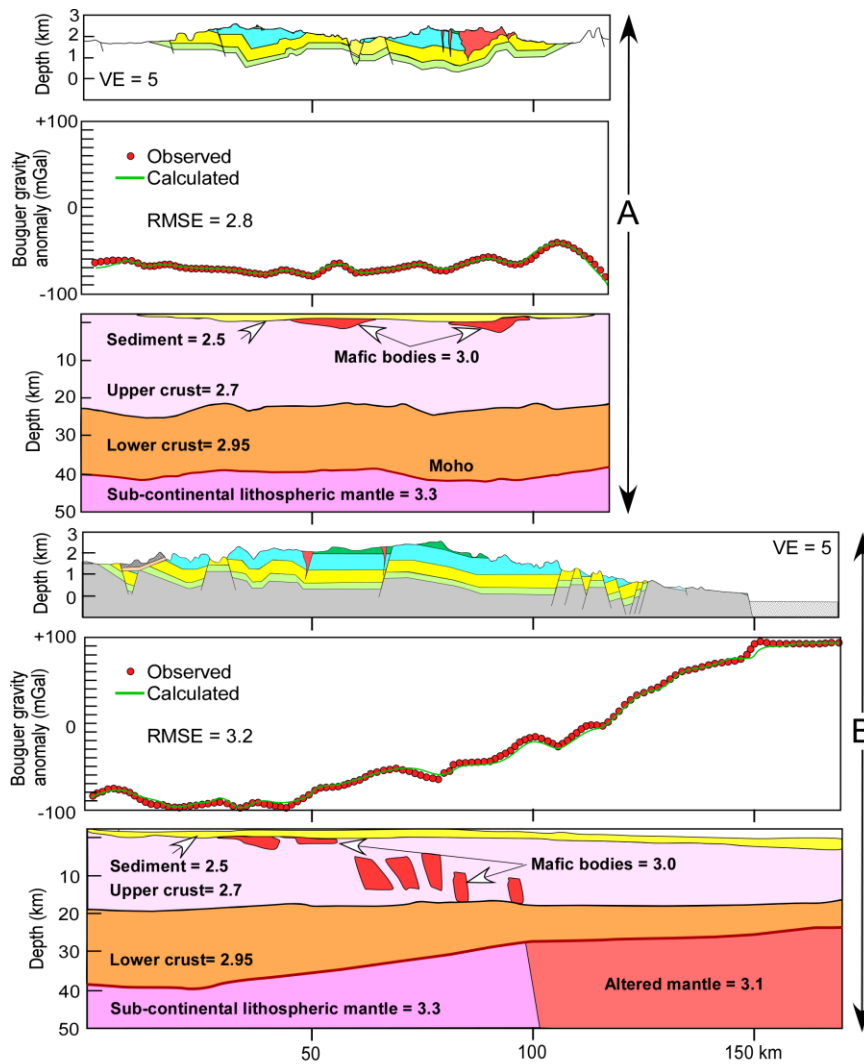 3
2
1
0
Depth (km)
VE = 5
A
+100
0
-100
Bouguer gravity
anomaly (mGal)
Observed
Calculated
RMSE = 2.8
50
100
Sediment = 2.5
Mafic bodies = 3.0
Upper crust= 2.7
Lower crust= 2.95
Moho
Sub-continental lithospheric mantle = 3.3
10
20
30
40
50
Depth (km)
3
2
1
0
Depth (km)
VE = 5
B
+100
0
-100
Bouguer gravity
anomaly (mGal)
Observed
Calculated
RMSE = 3.2
Sediment = 2.5
Mafic bodies = 3.0
Upper crust= 2.7
Lower crust= 2.95
Altered mantle = 3.1
Sub-continental lithospheric mantle = 3.3
10
20
30
40
50
Depth (km)
50
100
150 km